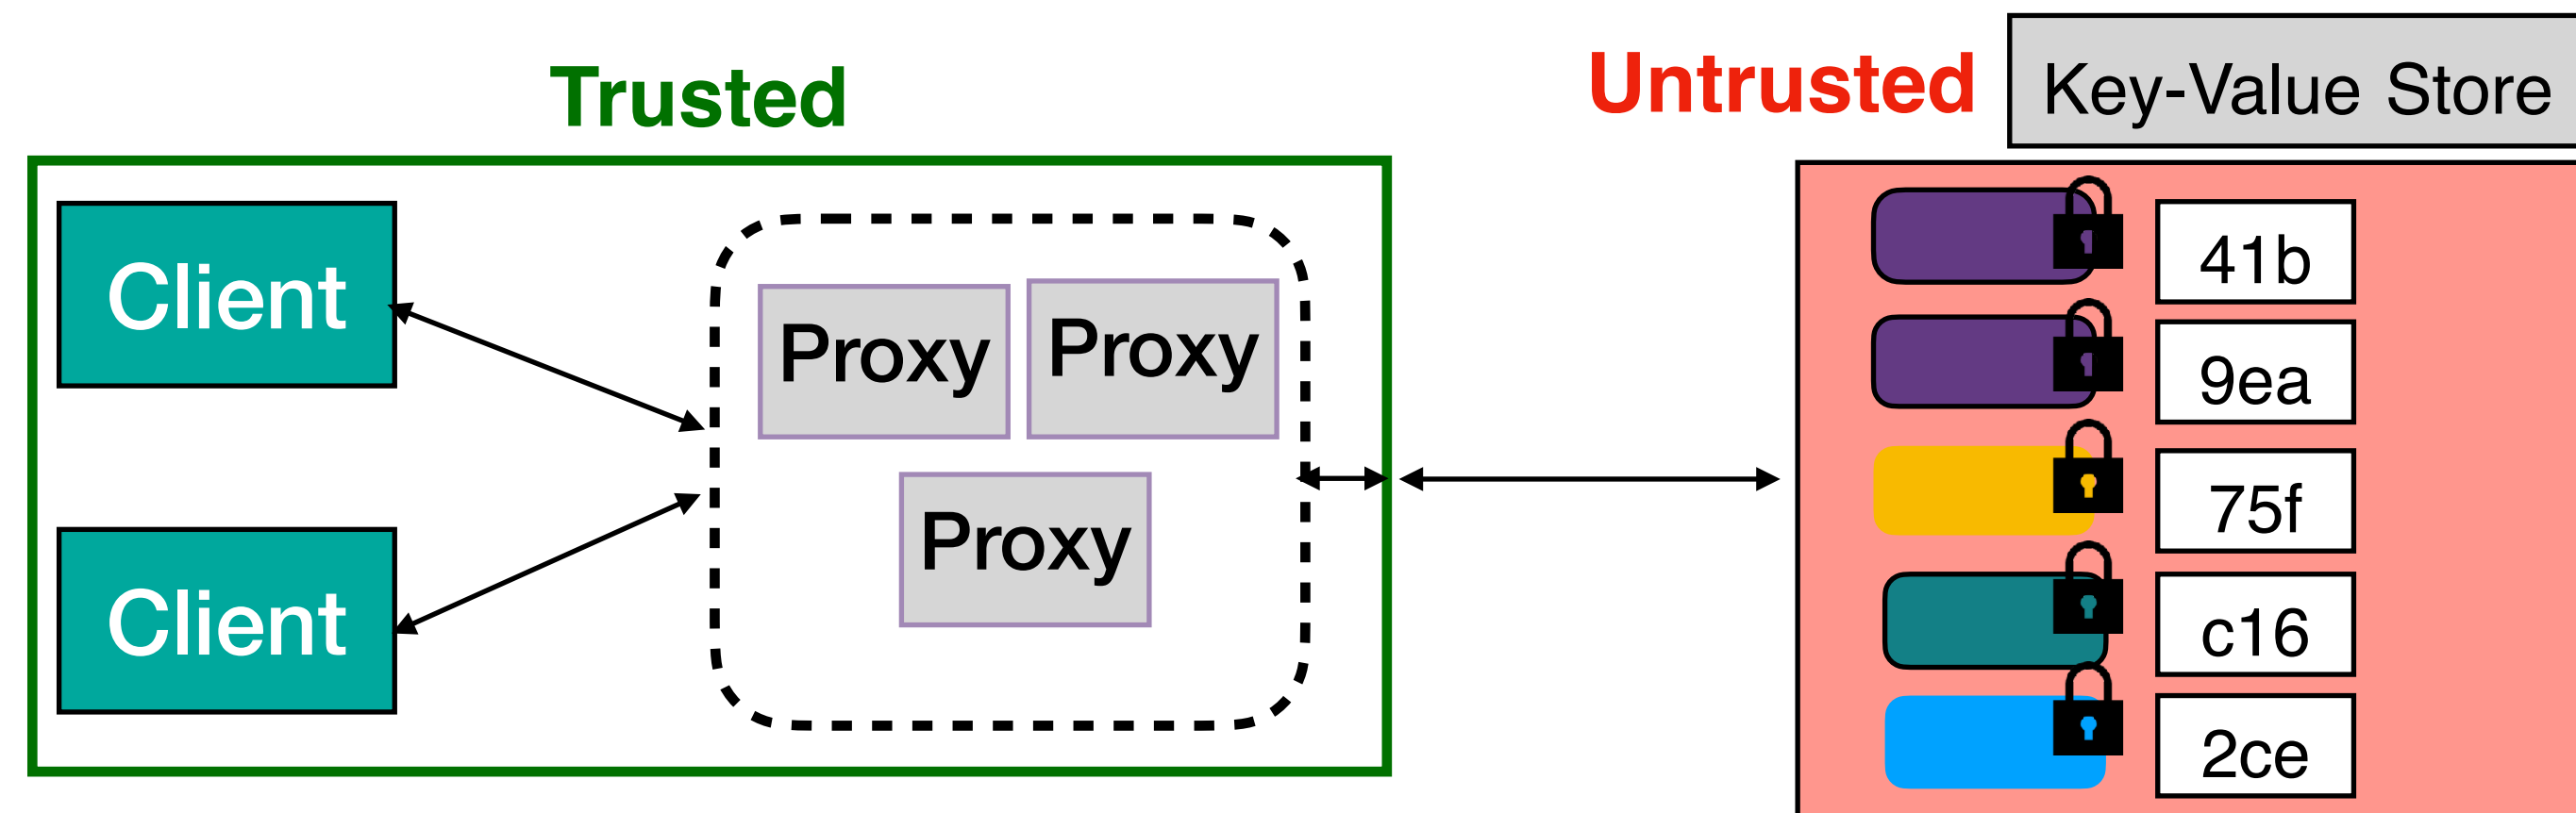 Trusted
Untrusted
Key-Value Store
Client
Client
Proxy
Proxy
Proxy
41b
9ea
75f
c16
2ce